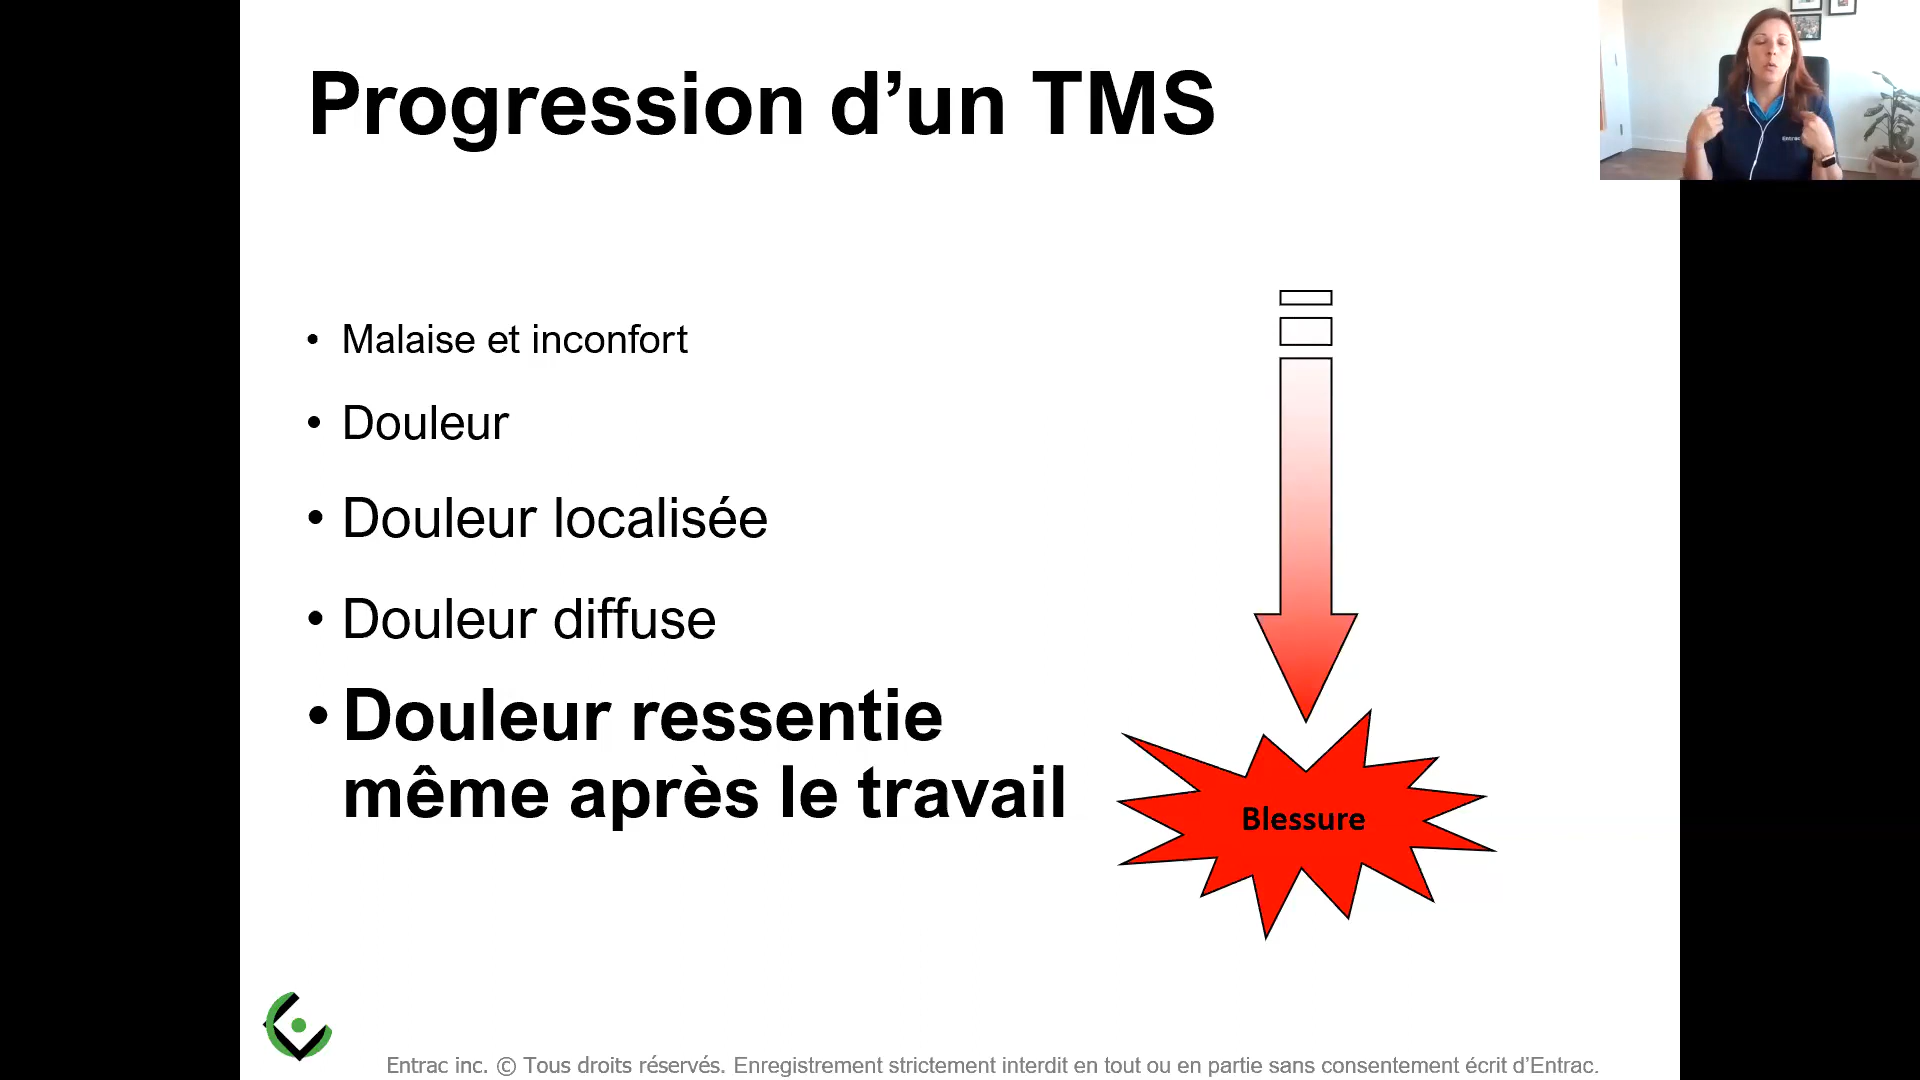 Progression d’un TMS
• Malaise et inconfort
• Douleur
• Douleur localisée
• Douleur diffuse
• Douleur ressentie
même après le travail
Blessure
Entrac inc. © Tous droits réservés. Enregistrement strictement interdit en tout ou en partie sans consentement écrit d’Entrac.